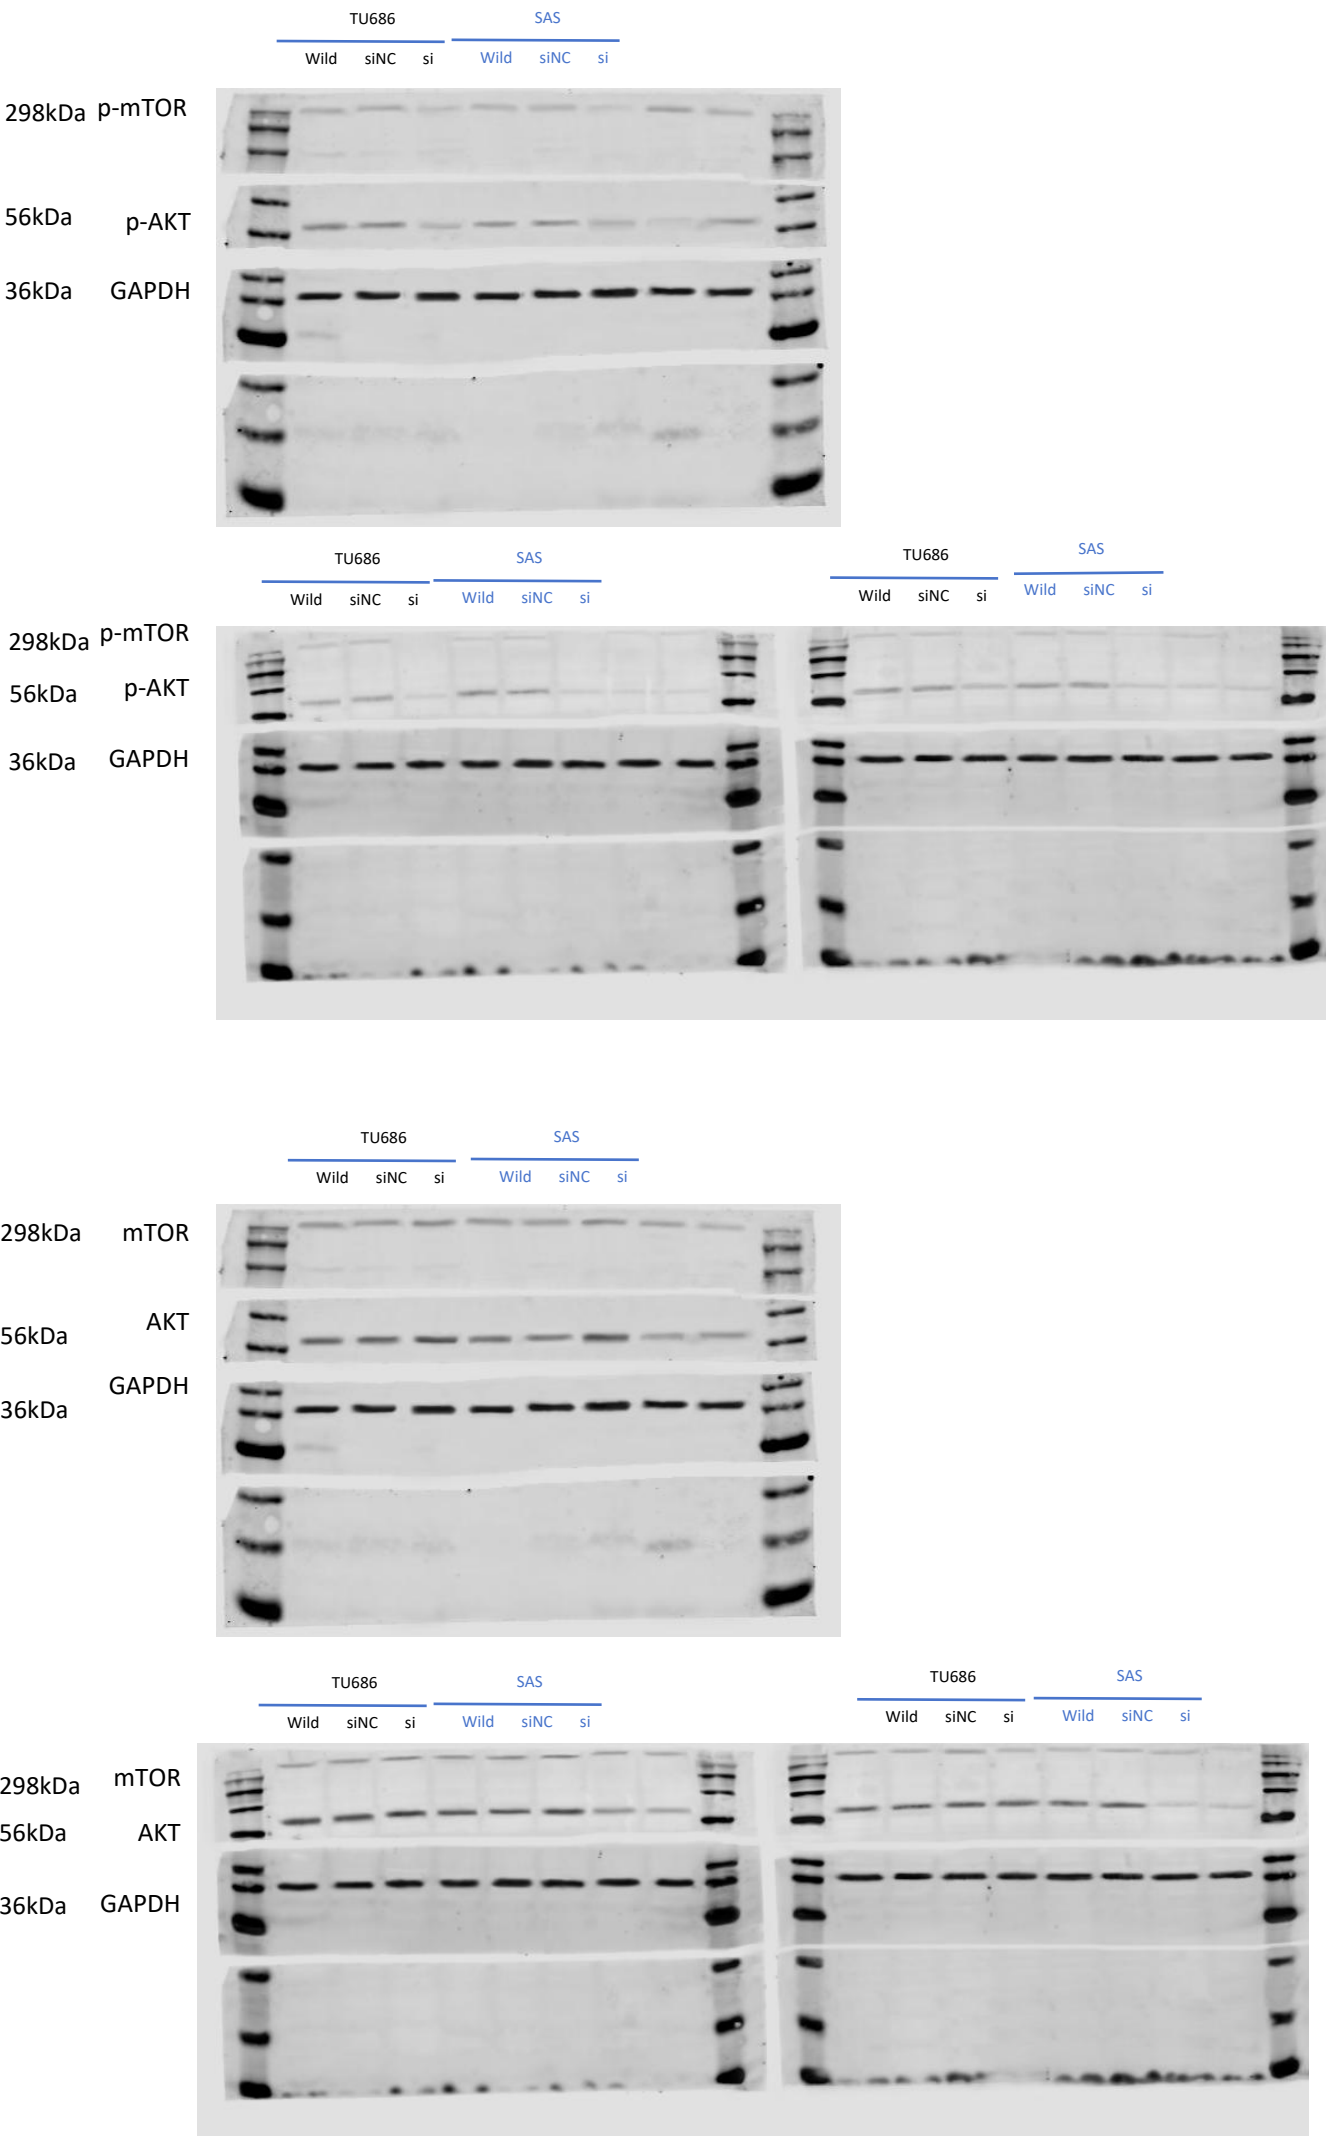 TU686 SAS
Wild siNC si Wild siNC si
298kDa p-mTOR
56kDa p-AKT
36kDa GAPDH
TU686 SAS TU686 SAS
Wild siNC si Wild siNC si Wild siNC si Wild siNC si
298kDa p-mTOR
56kDa p-AKT
36kDa GAPDH
TU686 SAS
Wild siNC si Wild siNC si
298kDa mTOR
56kDa AKT
36kDa GAPDH
TU686 SAS TU686 SAS
Wild siNC si Wild siNC si Wild siNC si Wild siNC si
298kDa mTOR
56kDa AKT
36kDa GAPDH